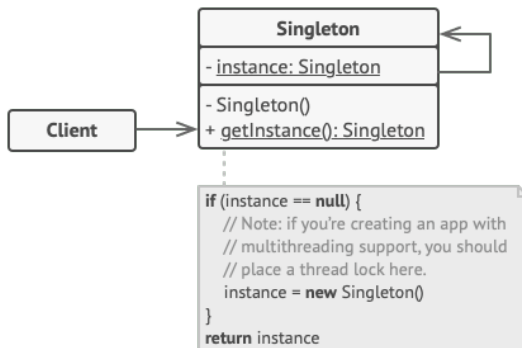 Singleton
- instance: Singleton
- Singleton()
+ getInstance(): Singleton
Client
if (instance == null) {
// Note: if you're creating an app with
// multithreading support, you should
// place a thread lock here.
instance = new Singleton()
}
return instance